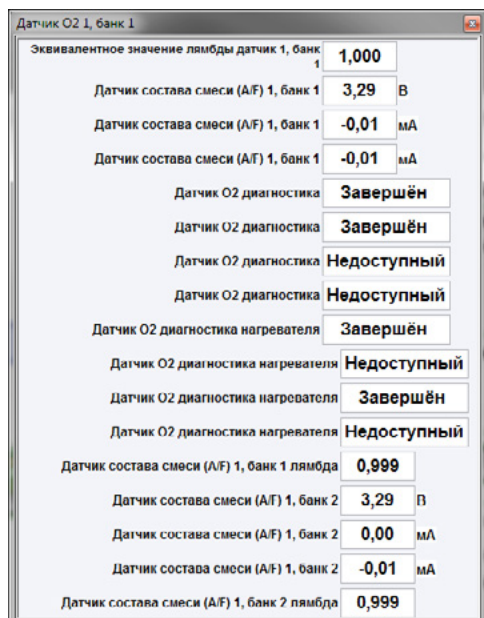 Датчик O2 1, банк 1
Эквивалентное значение лямбды датчик 1, банк 1 1,000
Датчик состава смеси (A/F) 1, банк 1 3,29 В
Датчик состава смеси (A/F) 1, банк 1 -0,01 мА
Датчик состава смеси (A/F) 1, банк 1 -0,01 мА
Датчик O2 диагностика Завершён
Датчик O2 диагностика Завершён
Датчик O2 диагностика Недоступный
Датчик O2 диагностика Недоступный
Датчик O2 диагностика нагревателя Завершён
Датчик O2 диагностика нагревателя Недоступный
Датчик O2 диагностика нагревателя Завершён
Датчик O2 диагностика нагревателя Недоступный
Датчик состава смеси (A/F) 1, банк 1 лямбда 0,999
Датчик состава смеси (A/F) 1, банк 2 3,29 В
Датчик состава смеси (A/F) 1, банк 2 0,00 мА
Датчик состава смеси (A/F) 1, банк 2 -0,01 мА
Датчик состава смеси (A/F) 1, банк 2 лямбда 0,999